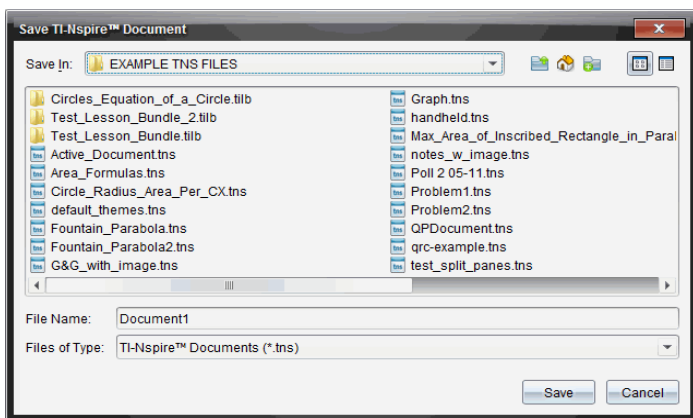 Save TI-Nspire™ Document
Save In: EXAMPLE TNS FILES
Circles_Equation_of_a_Circle.tilb
Test_Lesson_Bundle_2.tilb
Test_Lesson_Bundle.tilb
Active_Document.tns
Area_Formulas.tns
Circle_Radius_Area_Per_CX.tns
default_themes.tns
Fountain_Parabola.tns
Fountain_Parabola2.tns
G&G_with_image.tns
Graph.tns
handheld.tns
Max_Area_of_Inscribed_Rectangle_in_Paral
notes_w_image.tns
Poll 2 05-11.tns
Problem1.tns
Problem2.tns
QPDocument.tns
qrc-example.tns
test_split_panes.tns
File Name: Document1
Files of Type: TI-Nspire™ Documents (*.tns)
Save Cancel